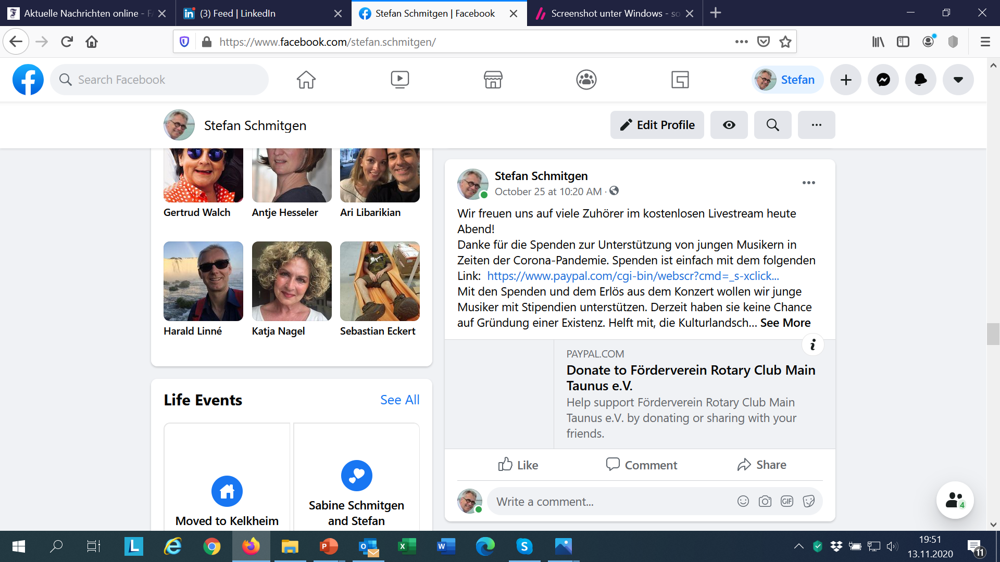 Aktuelle Nachrichten online - FA
(3) Feed | LinkedIn
Stefan Schmitgen | Facebook
Screenshot unter Windows - so
https://www.facebook.com/stefan.schmitgen/
Search Facebook
Stefan
Stefan Schmitgen
Edit Profile
Gertrud Walch
Antje Hesseler
Ari Libarikian
Harald Linné
Katja Nagel
Sebastian Eckert
Life Events
See All
Moved to Kelkheim
Sabine Schmitgen
and Stefan
Stefan Schmitgen
October 25 at 10:20 AM ·
Wir freuen uns auf viele Zuhörer im kostenlosen Livestream heute
Abend!
Danke für die Spenden zur Unterstützung von jungen Musikern in
Zeiten der Corona-Pandemie. Spenden ist einfach mit dem folgenden
Link: https://www.paypal.com/cgi-bin/webscr?cmd=_s-xclick...
Mit den Spenden und dem Erlös aus dem Konzert wollen wir junge
Musiker mit Stipendien unterstützen. Derzeit haben sie keine Chance
auf Gründung einer Existenz. Helft mit, die Kulturlandsch... See More
PAYPAL.COM
Donate to Förderverein Rotary Club Main
Taunus e.V.
Help support Förderverein Rotary Club Main
Taunus e.V. by donating or sharing with your
friends.
Like
Comment
Share
Write a comment...
GIF
4
19:51
13.11.2020
11